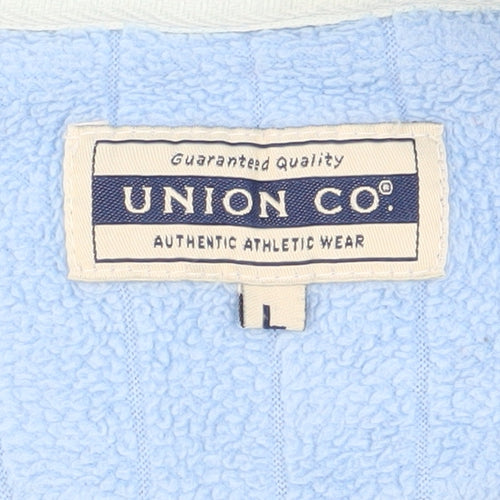 Guaranteed Quality
UNION CO.®
AUTHENTIC ATHLETIC WEAR
L